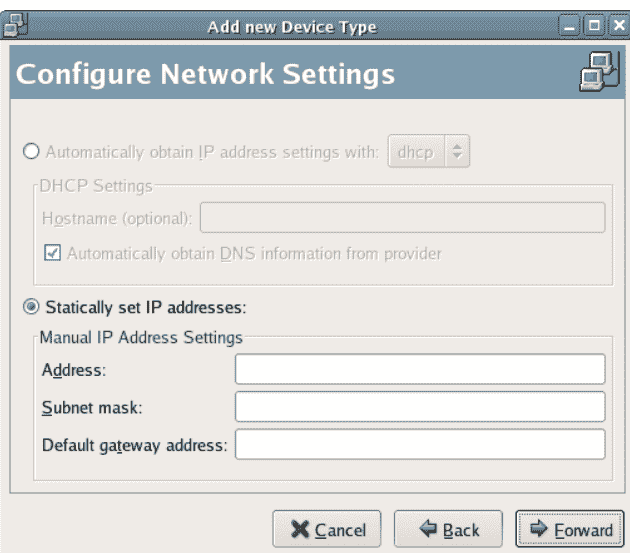 Add new Device Type
Configure Network Settings
Automatically obtain IP address settings with: dhcp
DHCP Settings
Hostname (optional):
Automatically obtain DNS information from provider
Statically set IP addresses:
Manual IP Address Settings
Address:
Subnet mask:
Default gateway address:
Cancel Back Forward